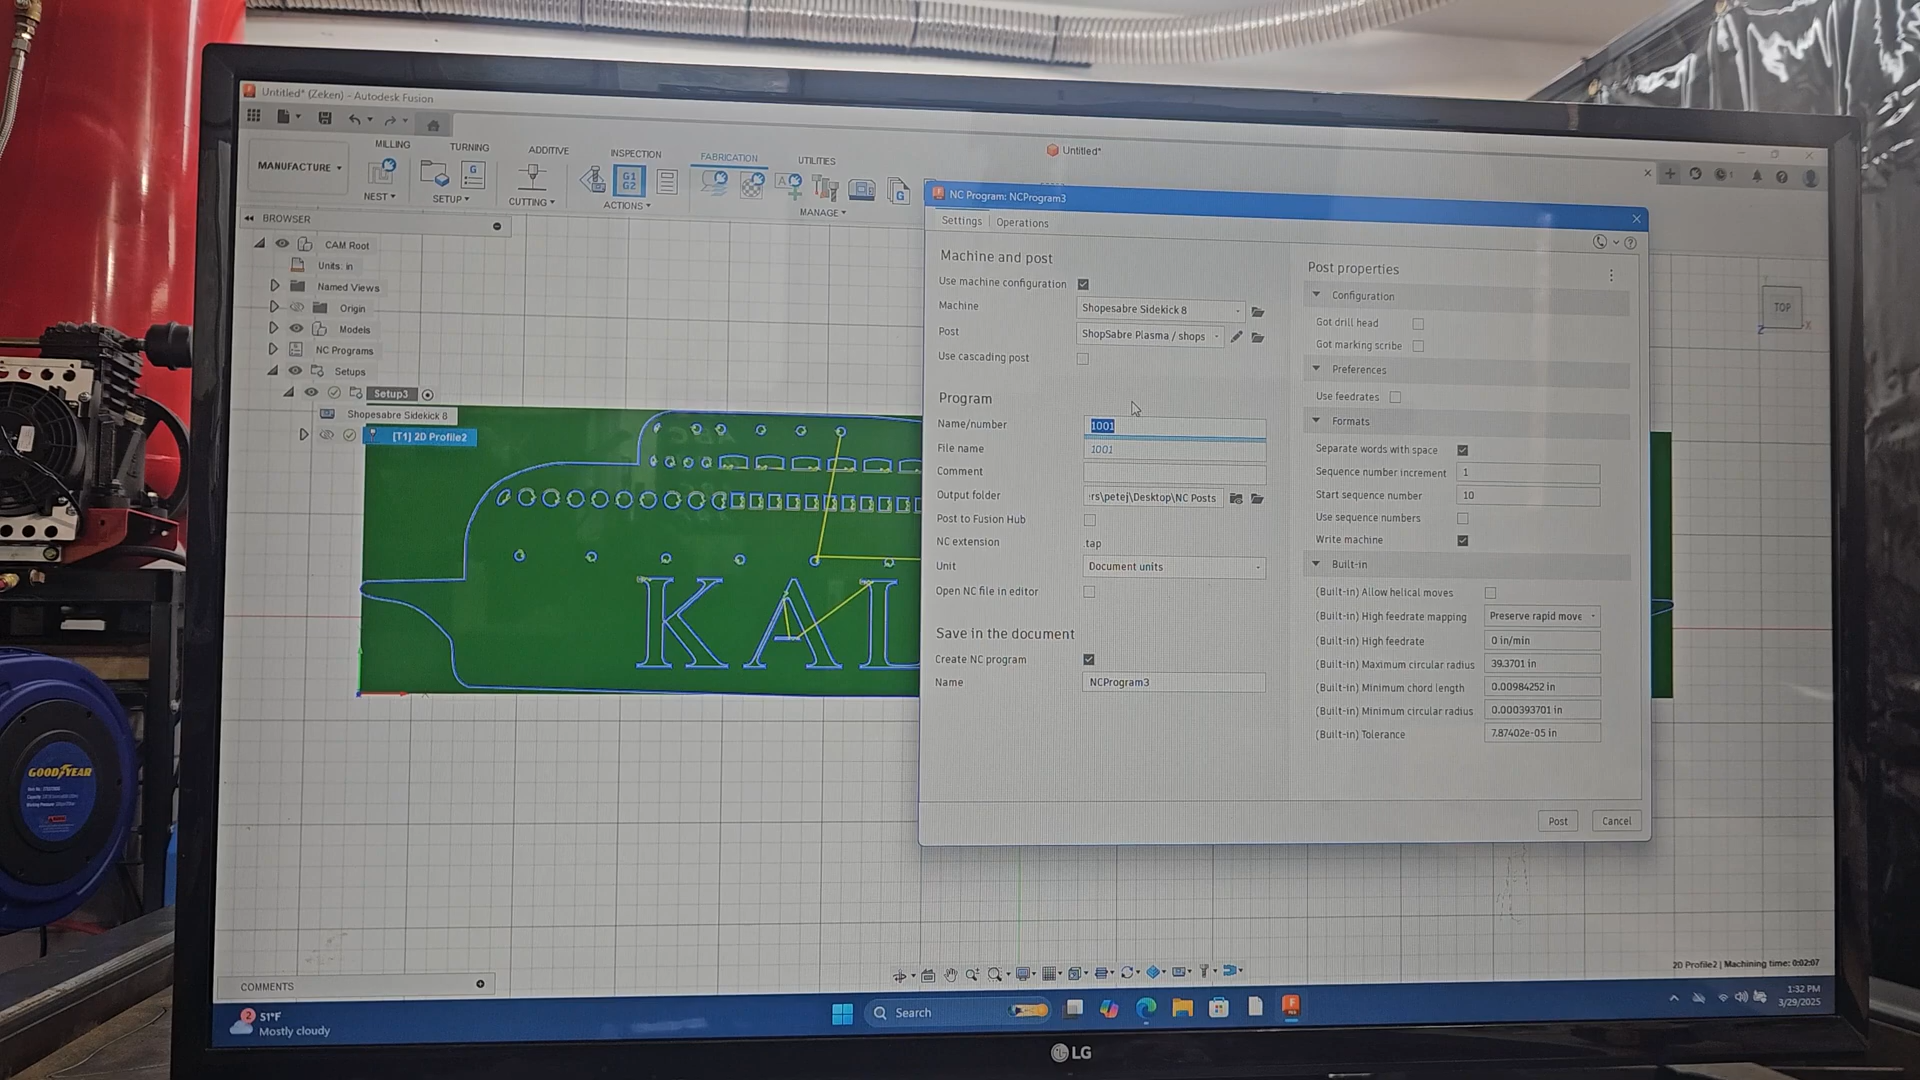 Untitled* (Zeken) - Autodesk Fusion
Untitled*
MANUFACTURE
MILLING
TURNING
ADDITIVE
INSPECTION
FABRICATION
UTILITIES
NEST
SETUP
CUTTING
ACTIONS
MANAGE
G1
G2
G
G
BROWSER
CAM Root
Units: in
Named Views
Origin
Models
NC Programs
Setups
Setup3
Shopesabre Sidekick 8
[T1] 2D Profile2
KAL
NC Program: NCProgram3
Settings
Operations
Machine and post
Use machine configuration
Machine
Shopesabre Sidekick 8
Post
ShopSabre Plasma / shops
Use cascading post
Program
Name/number
1001
File name
1001
Comment
Output folder
rs\petej\Desktop\NC Posts
Post to Fusion Hub
NC extension
.tap
Unit
Document units
Open NC file in editor
Save in the document
Create NC program
Name
NCProgram3
Post properties
Configuration
Got drill head
Got marking scribe
Preferences
Use feedrates
Formats
Separate words with space
Sequence number increment
1
Start sequence number
10
Use sequence numbers
Write machine
Built-in
(Built-in) Allow helical moves
(Built-in) High feedrate mapping
Preserve rapid move
(Built-in) High feedrate
0 in/min
(Built-in) Maximum circular radius
39.3701 in
(Built-in) Minimum chord length
0.00984252 in
(Built-in) Minimum circular radius
0.000393701 in
(Built-in) Tolerance
7.87402e-05 in
Post
Cancel
TOP
X
2D Profile2 | Machining time: 0:02:07
COMMENTS
2
51°F
Mostly cloudy
Search
1:32 PM
3/29/2025
LG
GOODYEAR